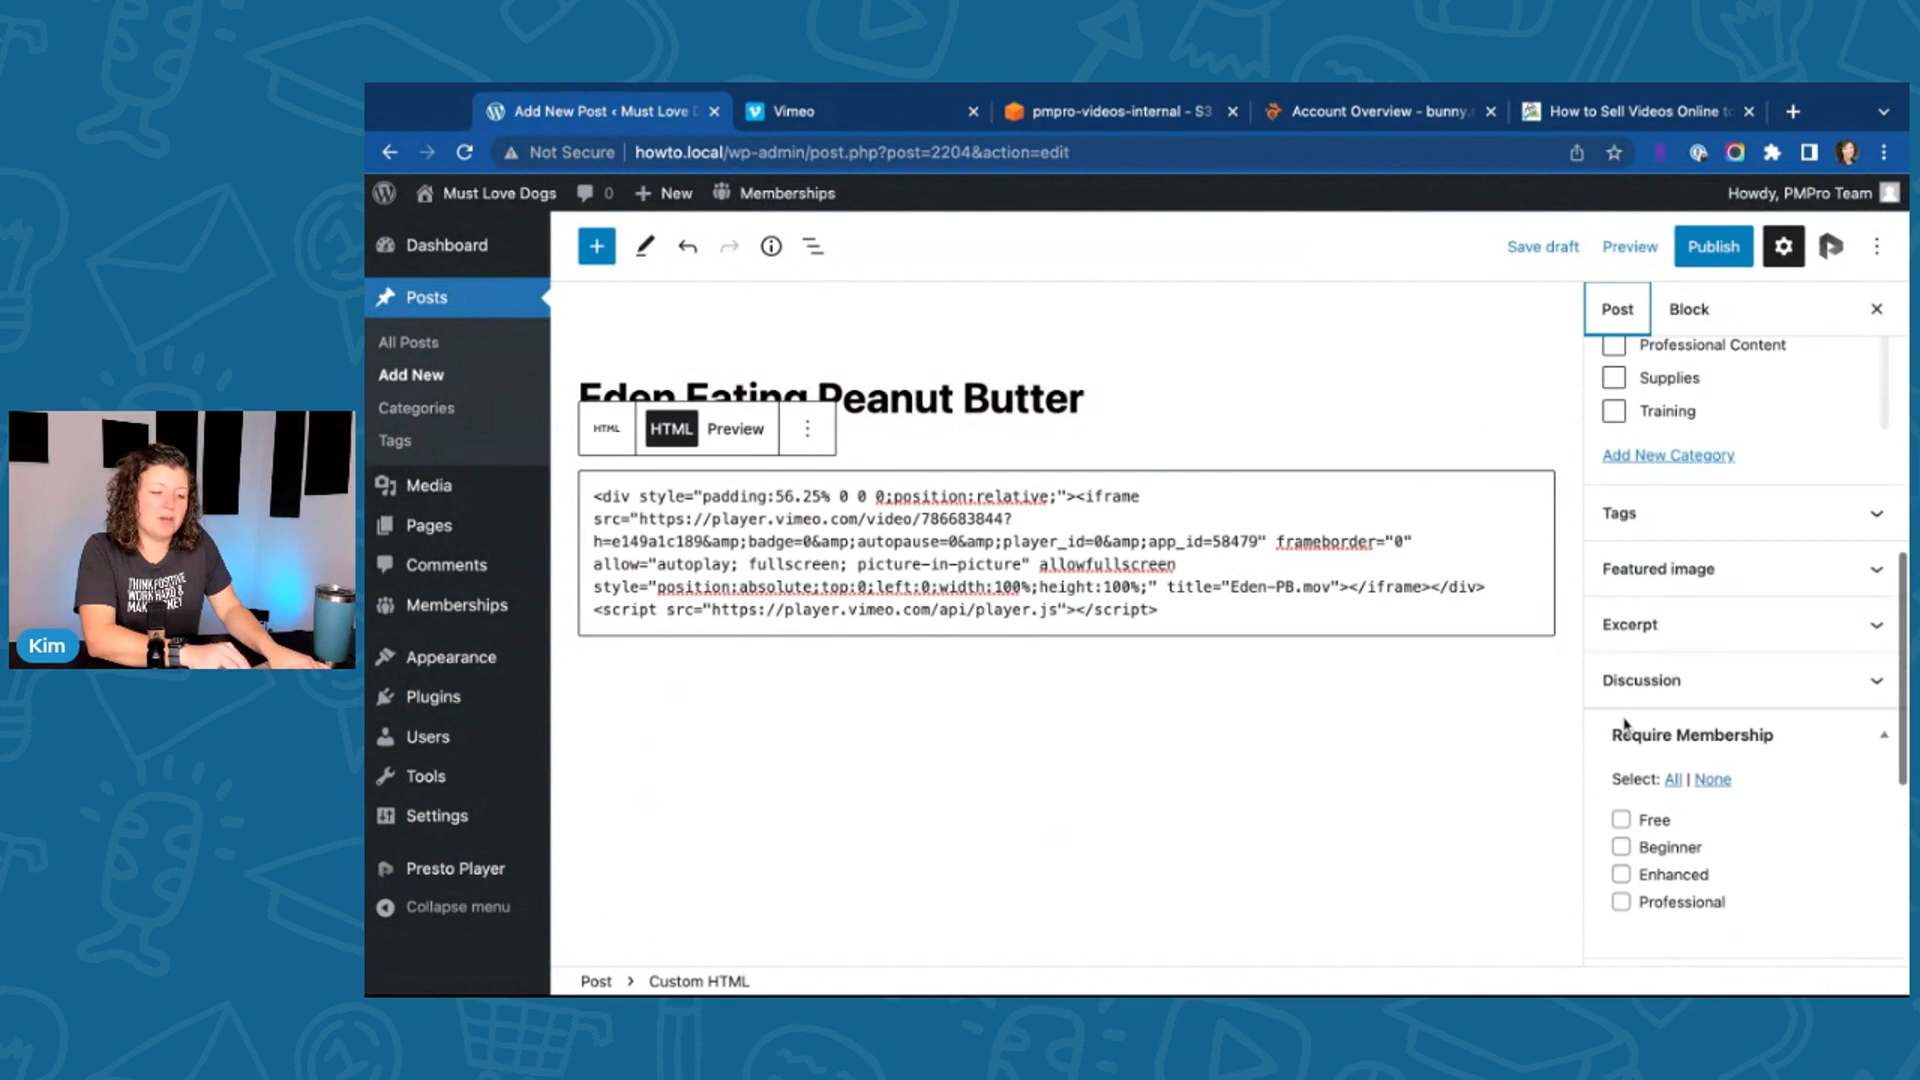 Add New Post ‹ Must Love D
Vimeo
pmpro-videos-internal - S3
Account Overview - bunny.
How to Sell Videos Online to
Not Secure howto.local/wp-admin/post.php?post=2204&action=edit
Must Love Dogs 0 New Memberships Howdy, PMPro Team
Dashboard
Posts
All Posts
Add New
Categories
Tags
Media
Pages
Comments
Memberships
Appearance
Plugins
Users
Tools
Settings
Presto Player
Collapse menu
Save draft Preview Publish
Eden Eating Peanut Butter
HTML HTML Preview
<div style="padding:56.25% 0 0 0;position:relative;"><iframe
src="https://player.vimeo.com/video/786683844?
h=e149a1c189&amp;badge=0&amp;autopause=0&amp;player_id=0&amp;app_id=58479" frameborder="0"
allow="autoplay; fullscreen; picture-in-picture" allowfullscreen
style="position:absolute;top:0;left:0;width:100%;height:100%;" title="Eden-PB.mov"></iframe></div>
<script src="https://player.vimeo.com/api/player.js"></script>
Post Block
Professional Content
Supplies
Training
Add New Category
Tags
Featured image
Excerpt
Discussion
Require Membership
Select: All | None
Free
Beginner
Enhanced
Professional
Post › Custom HTML
THINK POSITIVE
WORK HARD &
Kim